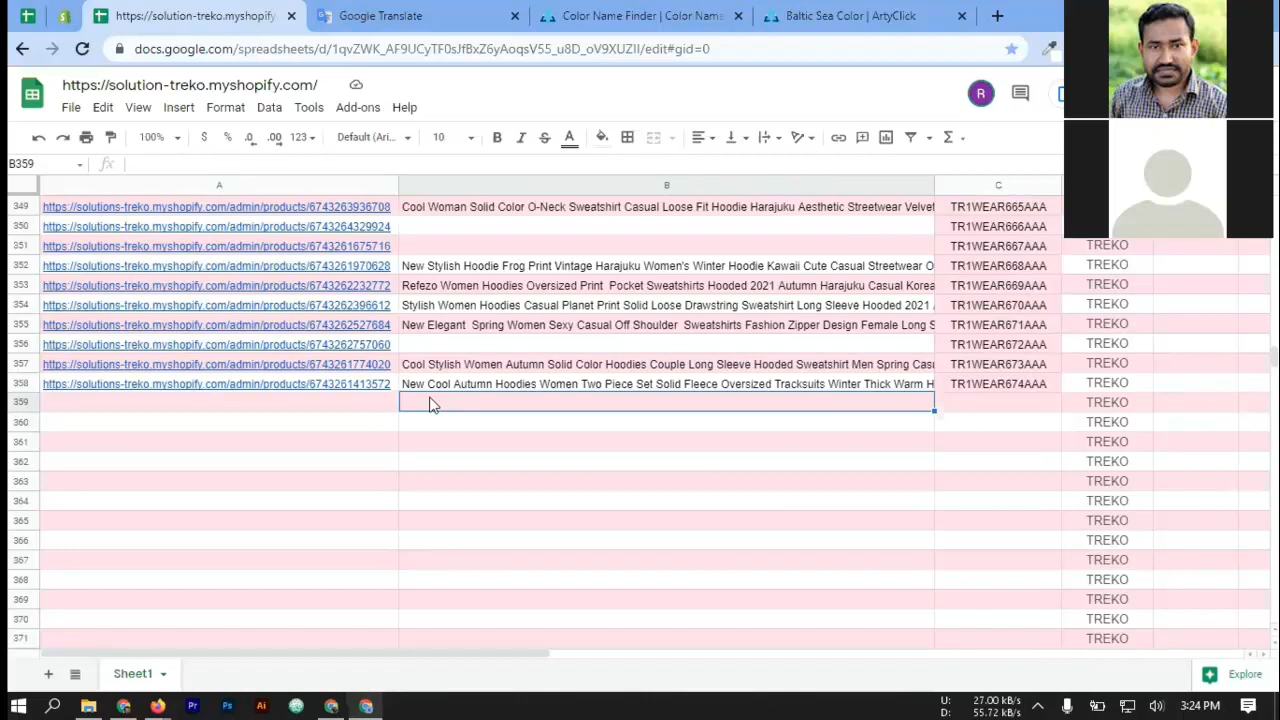 https://solution-treko.myshopify
Google Translate
Color Name Finder | Color Name
Baltic Sea Color | ArtyClick
docs.google.com/spreadsheets/d/1qvZWK_AF9UCyTF0sJfBxZ6yAoqsV55_u8D_oV9XUZII/edit#gid=0
https://solution-treko.myshopify.com/
File Edit View Insert Format Data Tools Add-ons Help
R
100% $ % .0 .00 123 Default (Ari... 10 B I S A
B359 fx
A B C
349 https://solutions-treko.myshopify.com/admin/products/6743263936708 Cool Woman Solid Color O-Neck Sweatshirt Casual Loose Fit Hoodie Harajuku Aesthetic Streetwear Velvet TR1WEAR665AAA
350 https://solutions-treko.myshopify.com/admin/products/6743264329924 TR1WEAR666AAA
351 https://solutions-treko.myshopify.com/admin/products/6743261675716 TR1WEAR667AAA TREKO
352 https://solutions-treko.myshopify.com/admin/products/6743261970628 New Stylish Hoodie Frog Print Vintage Harajuku Women's Winter Hoodie Kawaii Cute Casual Streetwear O TR1WEAR668AAA TREKO
353 https://solutions-treko.myshopify.com/admin/products/6743262232772 Refezo Women Hoodies Oversized Print Pocket Sweatshirts Hooded 2021 Autumn Harajuku Casual Korea TR1WEAR669AAA TREKO
354 https://solutions-treko.myshopify.com/admin/products/6743262396612 Stylish Women Hoodies Casual Planet Print Solid Loose Drawstring Sweatshirt Long Sleeve Hooded 2021 TR1WEAR670AAA TREKO
355 https://solutions-treko.myshopify.com/admin/products/6743262527684 New Elegant Spring Women Sexy Casual Off Shoulder Sweatshirts Fashion Zipper Design Female Long S TR1WEAR671AAA TREKO
356 https://solutions-treko.myshopify.com/admin/products/6743262757060 TR1WEAR672AAA TREKO
357 https://solutions-treko.myshopify.com/admin/products/6743261774020 Cool Stylish Women Autumn Solid Color Hoodies Couple Long Sleeve Hooded Sweatshirt Men Spring Casu TR1WEAR673AAA TREKO
358 https://solutions-treko.myshopify.com/admin/products/6743261413572 New Cool Autumn Hoodies Women Two Piece Set Solid Fleece Oversized Tracksuits Winter Thick Warm H TR1WEAR674AAA TREKO
359 TREKO
360 TREKO
361 TREKO
362 TREKO
363 TREKO
364 TREKO
365 TREKO
366 TREKO
367 TREKO
368 TREKO
369 TREKO
370 TREKO
371 TREKO
Sheet1
Explore
Pr Ps Ai
U: 27.00 kB/s
D: 55.72 kB/s
3:24 PM